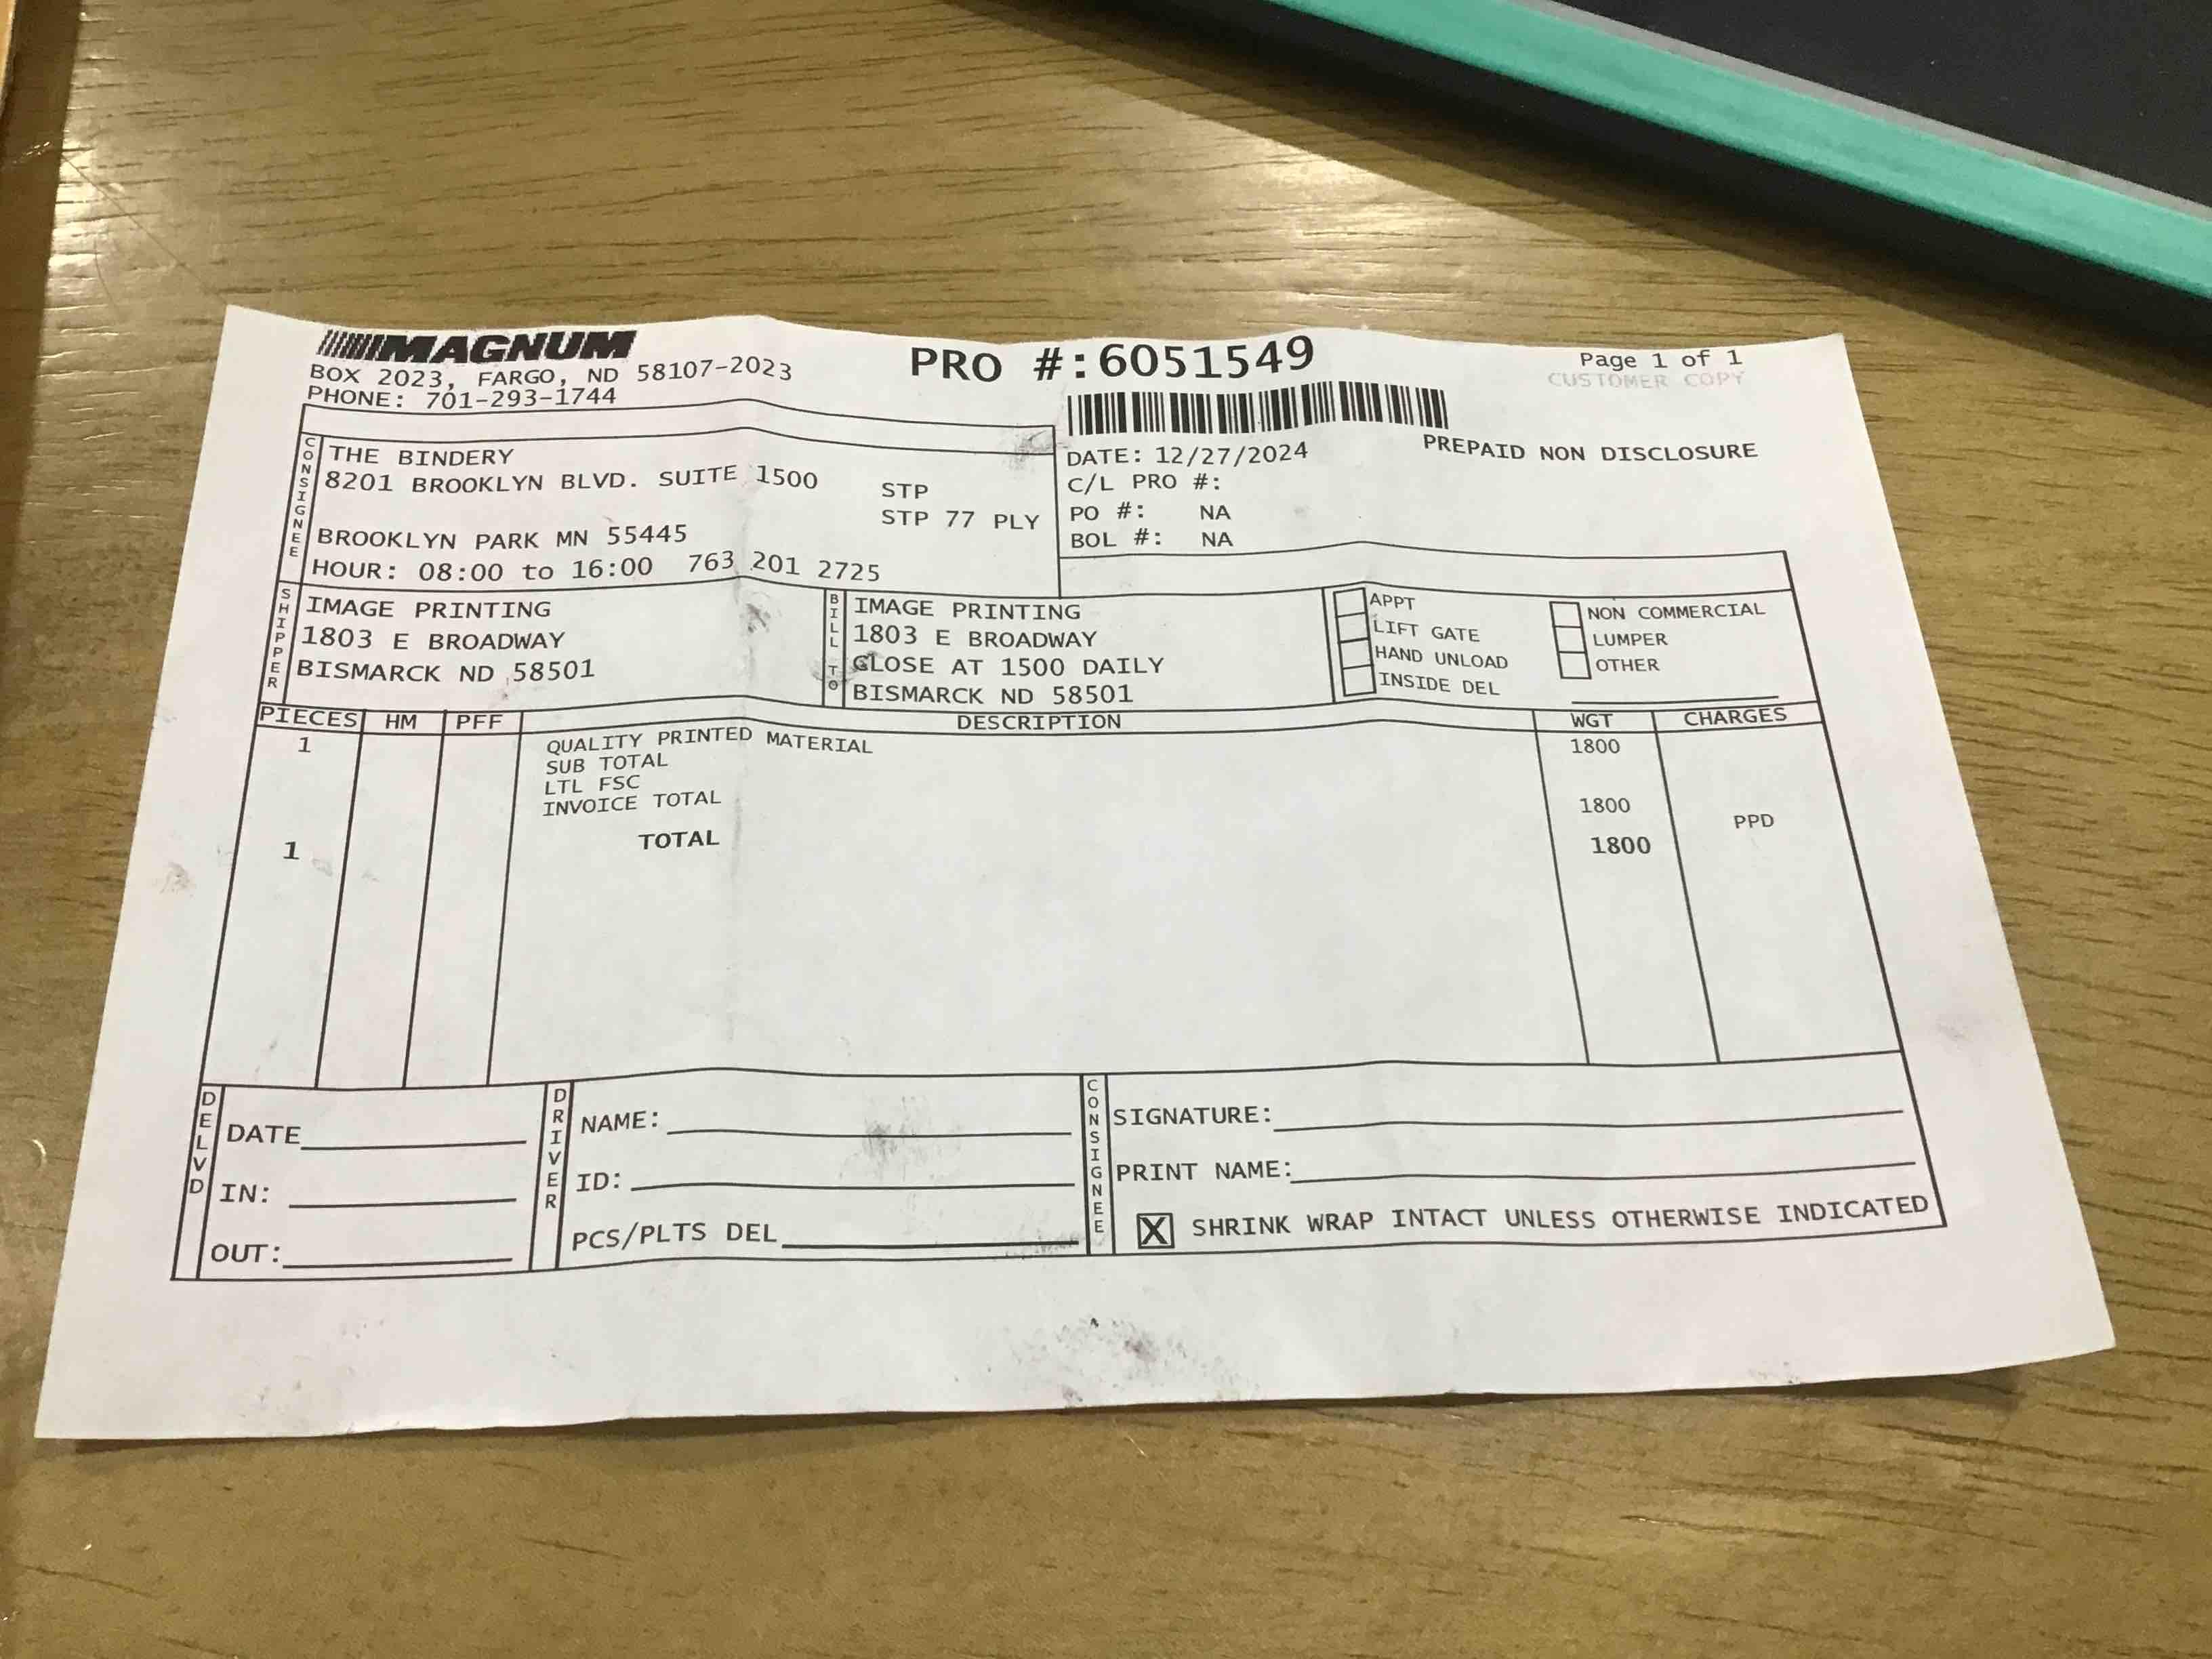 MAGNUM
BOX 2023, FARGO, ND 58107-2023
PHONE: 701-293-1744
PRO #:6051549
Page 1 of 1
CUSTOMER COPY
PREPAID NON DISCLOSURE
CONSIGNEE
THE BINDERY
8201 BROOKLYN BLVD. SUITE 1500
STP
STP 77 PLY
BROOKLYN PARK MN 55445
HOUR: 08:00 to 16:00 763 201 2725
DATE: 12/27/2024
C/L PRO #:
PO #: NA
BOL #: NA
SHIPPER
IMAGE PRINTING
1803 E BROADWAY
BISMARCK ND 58501
BILL TO
IMAGE PRINTING
1803 E BROADWAY
CLOSE AT 1500 DAILY
BISMARCK ND 58501
APPT
LIFT GATE
HAND UNLOAD
INSIDE DEL
NON COMMERCIAL
LUMPER
OTHER
PIECES HM PFF DESCRIPTION WGT CHARGES
1 QUALITY PRINTED MATERIAL 1800
SUB TOTAL
LTL FSC
INVOICE TOTAL 1800 PPD
1 TOTAL 1800
DELVD
DATE
IN:
OUT:
DRIVER
NAME:
ID:
PCS/PLTS DEL
CONSIGNEE
SIGNATURE:
PRINT NAME:
X SHRINK WRAP INTACT UNLESS OTHERWISE INDICATED